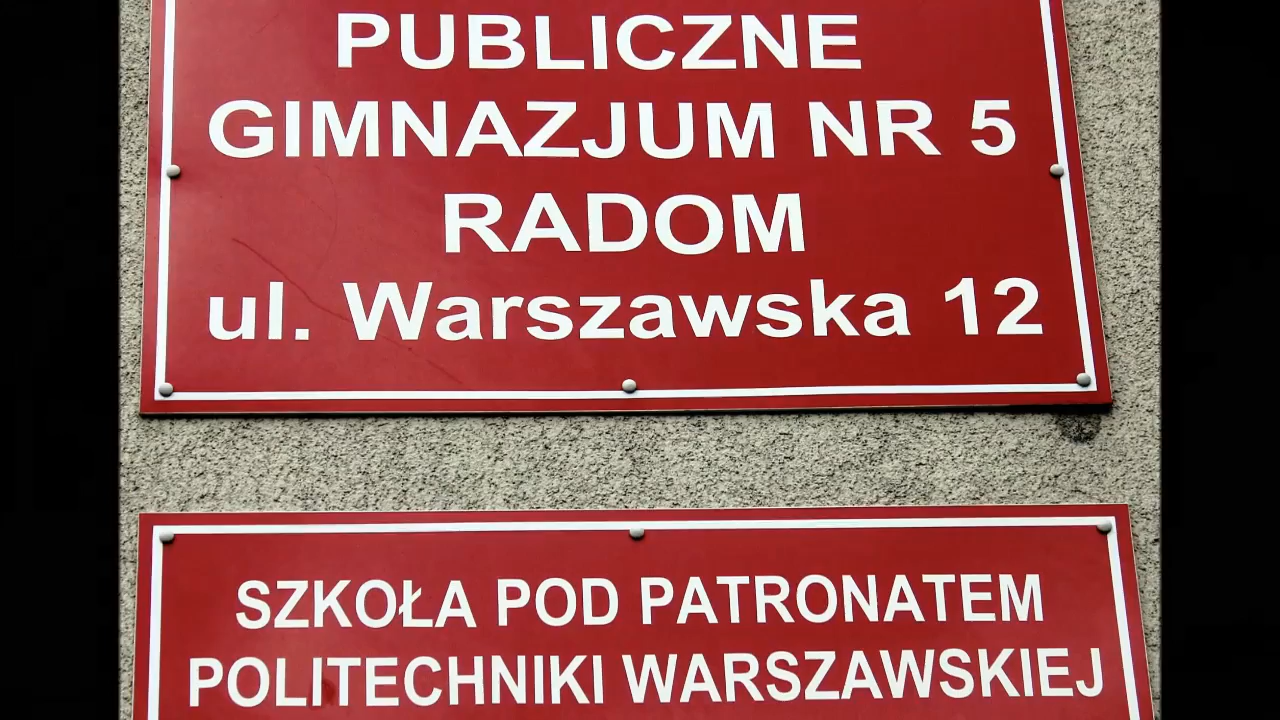 PUBLICZNE
GIMNAZJUM NR 5
RADOM
ul. Warszawska 12
SZKOŁA POD PATRONATEM
POLITECHNIKI WARSZAWSKIEJ